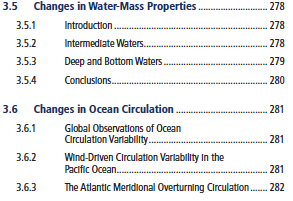 3.5 Changes in Water-Mass Properties ........................ 278
3.5.1 Introduction ........................................................ 278
3.5.2 Intermediate Waters............................................. 278
3.5.3 Deep and Bottom Waters ...................................... 279
3.5.4 Conclusions......................................................... 280
3.6 Changes in Ocean Circulation ................................ 281
3.6.1 Global Observations of Ocean
Circulation Variability............................................ 281
3.6.2 Wind-Driven Circulation Variability in the
Pacific Ocean....................................................... 281
3.6.3 The Atlantic Meridional Overturning Circulation....... 282